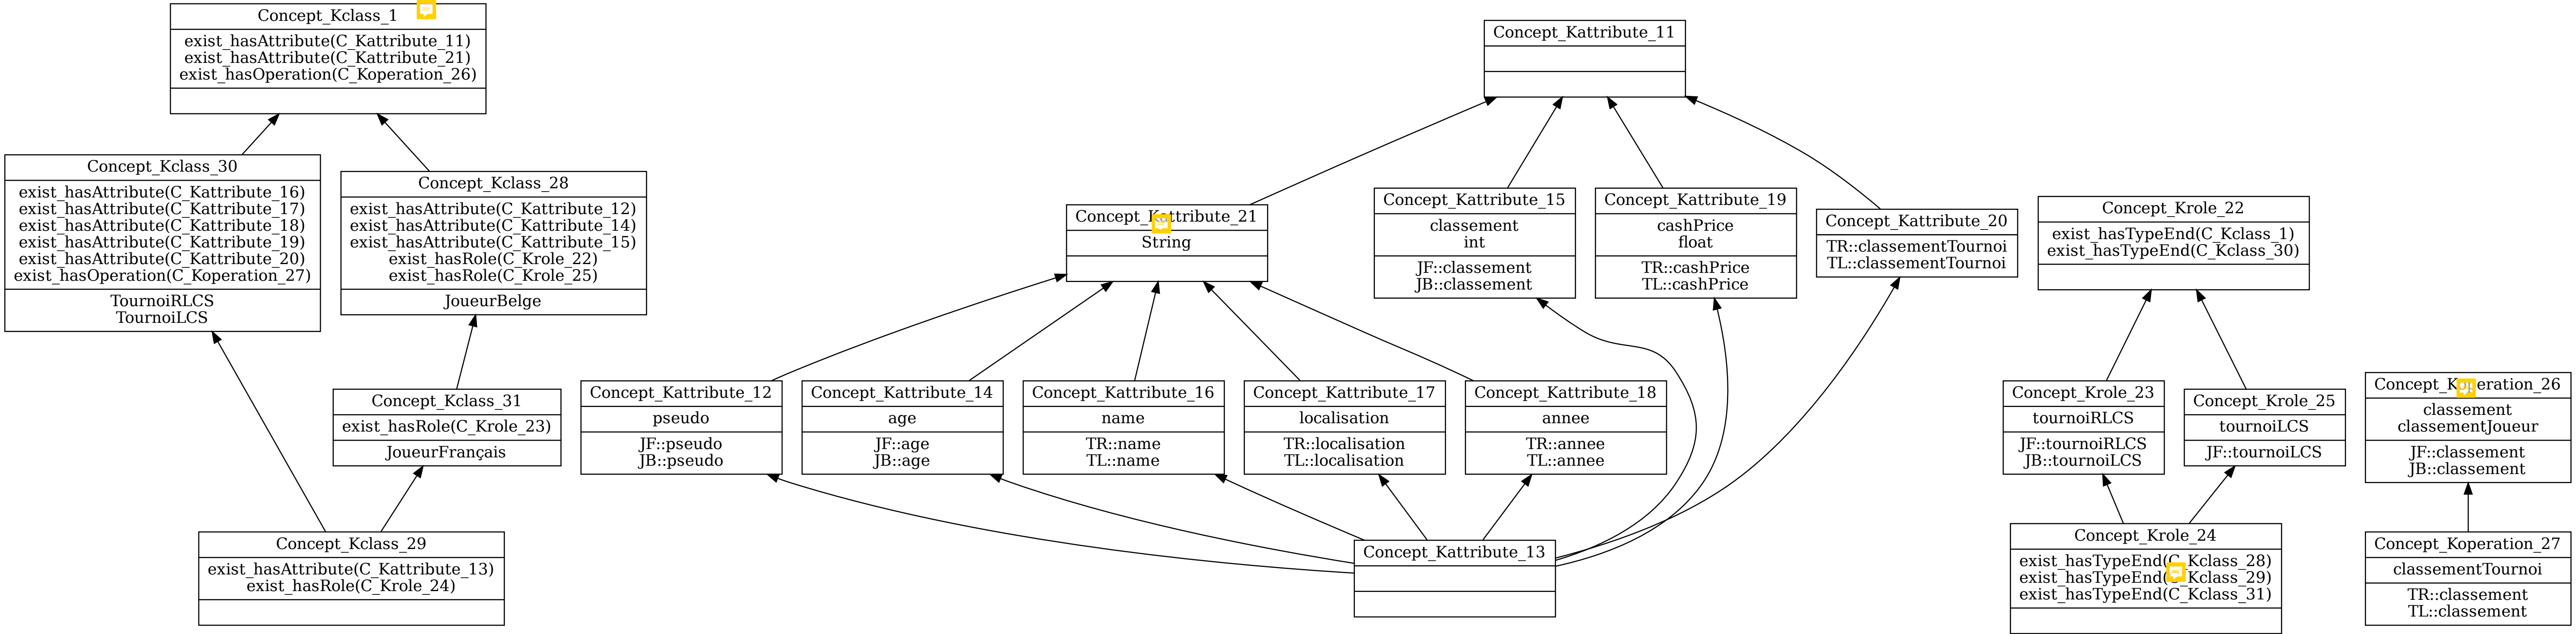 Concept_Kclass_1
exist_hasAttribute(C_Kattribute_11)
exist_hasAttribute(C_Kattribute_21)
exist_hasOperation(C_Koperation_26)
Concept_Kclass_30
exist_hasAttribute(C_Kattribute_16)
exist_hasAttribute(C_Kattribute_17)
exist_hasAttribute(C_Kattribute_18)
exist_hasAttribute(C_Kattribute_19)
exist_hasAttribute(C_Kattribute_20)
exist_hasOperation(C_Koperation_27)
TournoiRLCS
TournoiLCS
Concept_Kclass_28
exist_hasAttribute(C_Kattribute_12)
exist_hasAttribute(C_Kattribute_14)
exist_hasAttribute(C_Kattribute_15)
exist_hasRole(C_Krole_22)
exist_hasRole(C_Krole_25)
JoueurBelge
Concept_Kclass_31
exist_hasRole(C_Krole_23)
JoueurFrançais
Concept_Kclass_29
exist_hasAttribute(C_Kattribute_13)
exist_hasRole(C_Krole_24)
Concept_Kattribute_11
Concept_Kattribute_21
String
Concept_Kattribute_15
classement
int
JF::classement
JB::classement
Concept_Kattribute_19
cashPrice
float
TR::cashPrice
TL::cashPrice
Concept_Kattribute_20
TR::classementTournoi
TL::classementTournoi
Concept_Kattribute_12
pseudo
JF::pseudo
JB::pseudo
Concept_Kattribute_14
age
JF::age
JB::age
Concept_Kattribute_16
name
TR::name
TL::name
Concept_Kattribute_17
localisation
TR::localisation
TL::localisation
Concept_Kattribute_18
annee
TR::annee
TL::annee
Concept_Kattribute_13
Concept_Krole_22
exist_hasTypeEnd(C_Kclass_1)
exist_hasTypeEnd(C_Kclass_30)
Concept_Krole_23
tournoiRLCS
JF::tournoiRLCS
JB::tournoiLCS
Concept_Krole_25
tournoiLCS
JF::tournoiLCS
Concept_Krole_24
exist_hasTypeEnd(C_Kclass_28)
exist_hasTypeEnd(C_Kclass_29)
exist_hasTypeEnd(C_Kclass_31)
Concept_Koperation_26
classement
classementJoueur
JF::classement
JB::classement
Concept_Koperation_27
classementTournoi
TR::classement
TL::classement